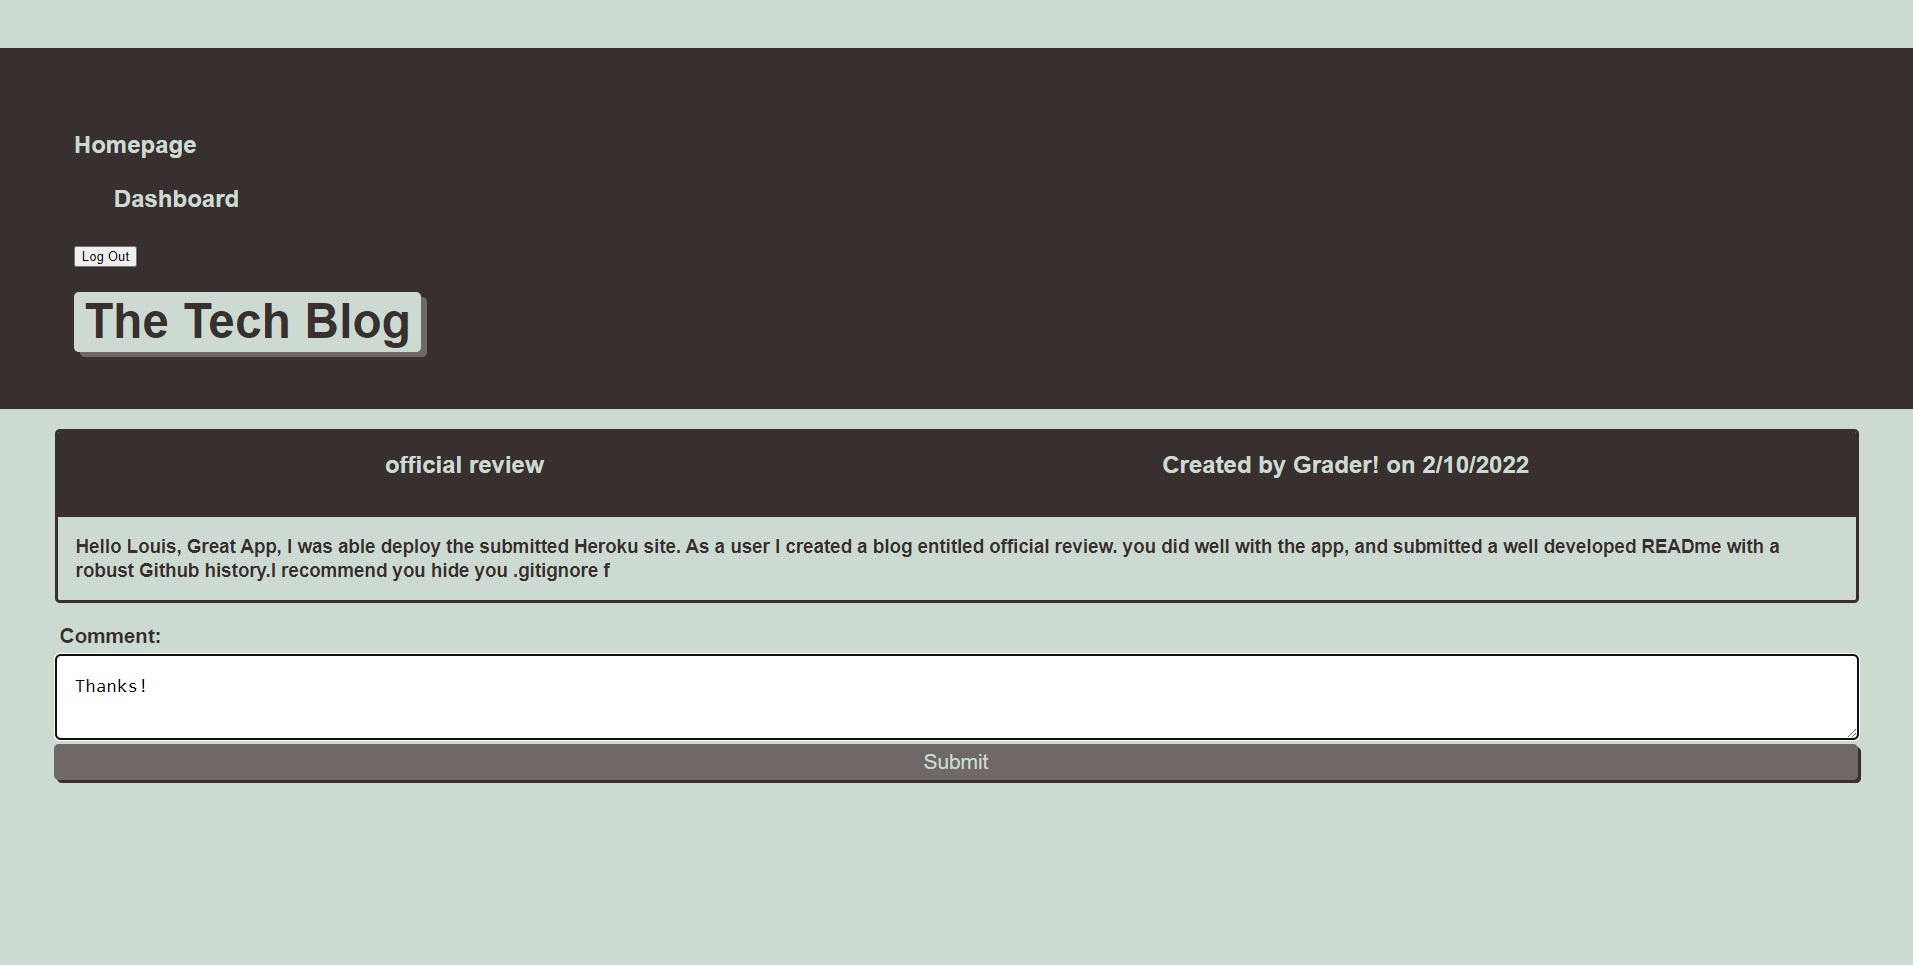 Homepage
Dashboard
Log Out
The Tech Blog
official review
Created by Grader! on 2/10/2022
Hello Louis, Great App, I was able deploy the submitted Heroku site. As a user I created a blog entitled official review. you did well with the app, and submitted a well developed READme with a
robust Github history.I recommend you hide you .gitignore f
Comment:
Thanks!
Submit